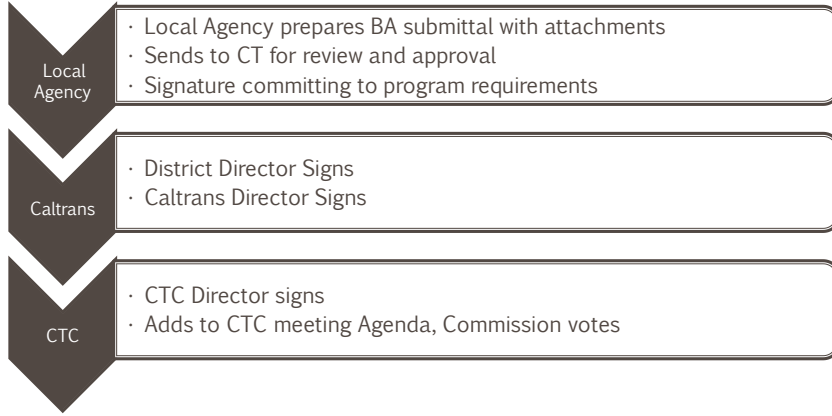 Local
Agency
· Local Agency prepares BA submittal with attachments
· Sends to CT for review and approval
· Signature committing to program requirements
Caltrans
· District Director Signs
· Caltrans Director Signs
CTC
· CTC Director signs
· Adds to CTC meeting Agenda, Commission votes